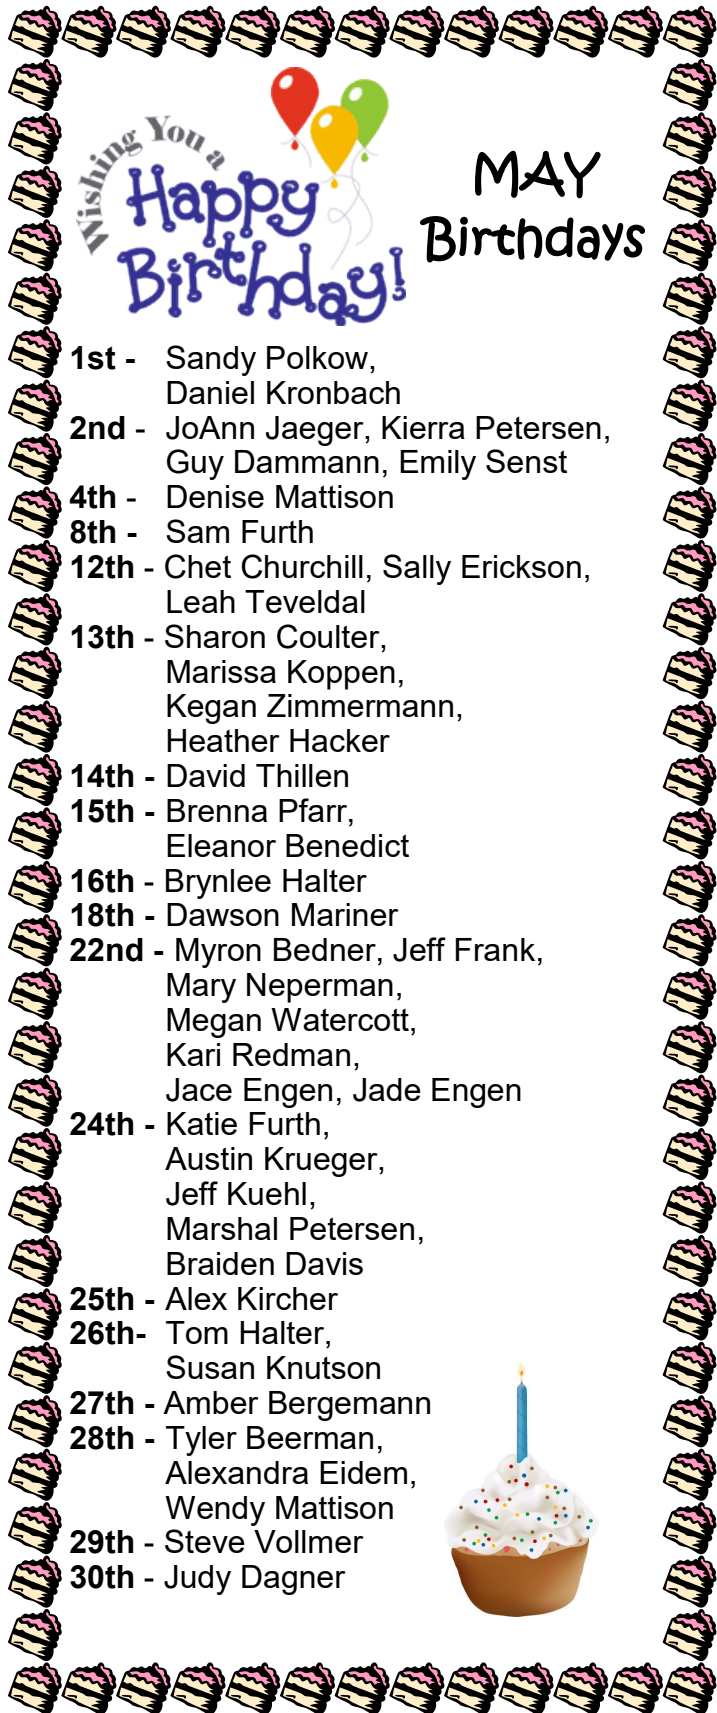 Wishing You a
Happy
Birthday!
MAY
Birthdays
1st - Sandy Polkow,
Daniel Kronbach
2nd - JoAnn Jaeger, Kierra Petersen,
Guy Dammann, Emily Senst
4th - Denise Mattison
8th - Sam Furth
12th - Chet Churchill, Sally Erickson,
Leah Teveldal
13th - Sharon Coulter,
Marissa Koppen,
Kegan Zimmermann,
Heather Hacker
14th - David Thillen
15th - Brenna Pfarr,
Eleanor Benedict
16th - Brynlee Halter
18th - Dawson Mariner
22nd - Myron Bedner, Jeff Frank,
Mary Neperman,
Megan Watercott,
Kari Redman,
Jace Engen, Jade Engen
24th - Katie Furth,
Austin Krueger,
Jeff Kuehl,
Marshal Petersen,
Braiden Davis
25th - Alex Kircher
26th- Tom Halter,
Susan Knutson
27th - Amber Bergemann
28th - Tyler Beerman,
Alexandra Eidem,
Wendy Mattison
29th - Steve Vollmer
30th - Judy Dagner